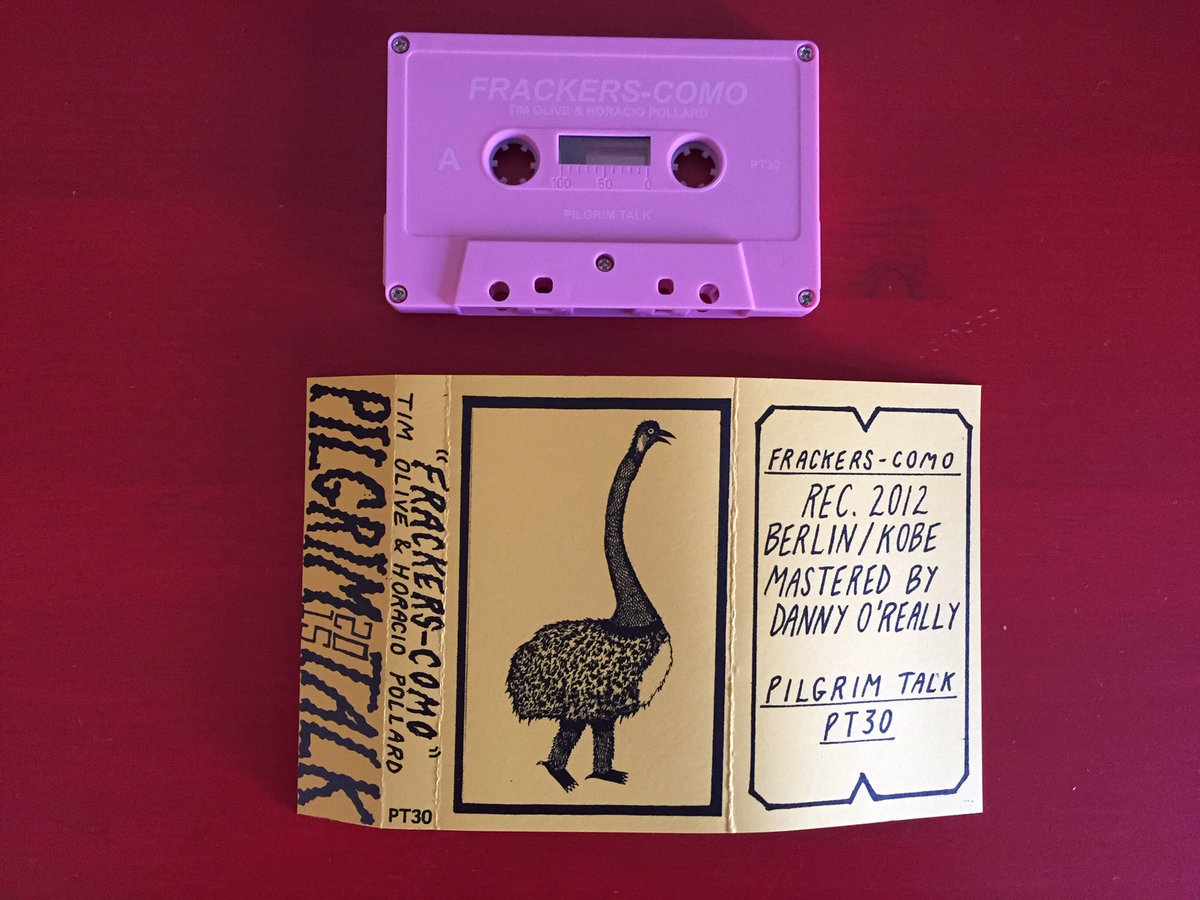 FRACKERS-COMO
TIM OLIVE & HORACIO POLLARD
A
PT30
100 50 0
PILGRIM TALK
PILGRIM TALK
TIM OLIVE & HORACIO POLLARD
"FRACKERS-COMO"
PT30
FRACKERS-COMO
REC. 2012
BERLIN/KOBE
MASTERED BY
DANNY O'REALLY
PILGRIM TALK
PT30